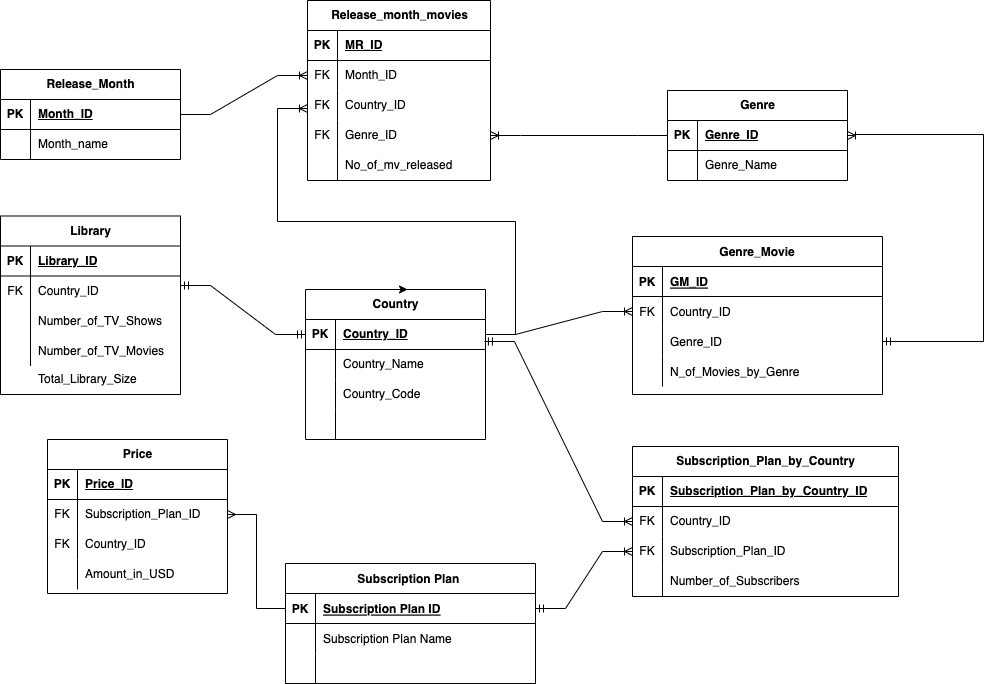 Release_month_movies
PK MR_ID
FK Month_ID
FK Country_ID
FK Genre_ID
No_of_mv_released
Release_Month
PK Month_ID
Month_name
Genre
PK Genre_ID
Genre_Name
Library
PK Library_ID
FK Country_ID
Number_of_TV_Shows
Number_of_TV_Movies
Total_Library_Size
Country
PK Country_ID
Country_Name
Country_Code
Genre_Movie
PK GM_ID
FK Country_ID
Genre_ID
N_of_Movies_by_Genre
Price
PK Price_ID
FK Subscription_Plan_ID
FK Country_ID
Amount_in_USD
Subscription Plan
PK Subscription Plan ID
Subscription Plan Name
Subscription_Plan_by_Country
PK Subscription_Plan_by_Country_ID
FK Country_ID
FK Subscription_Plan_ID
Number_of_Subscribers